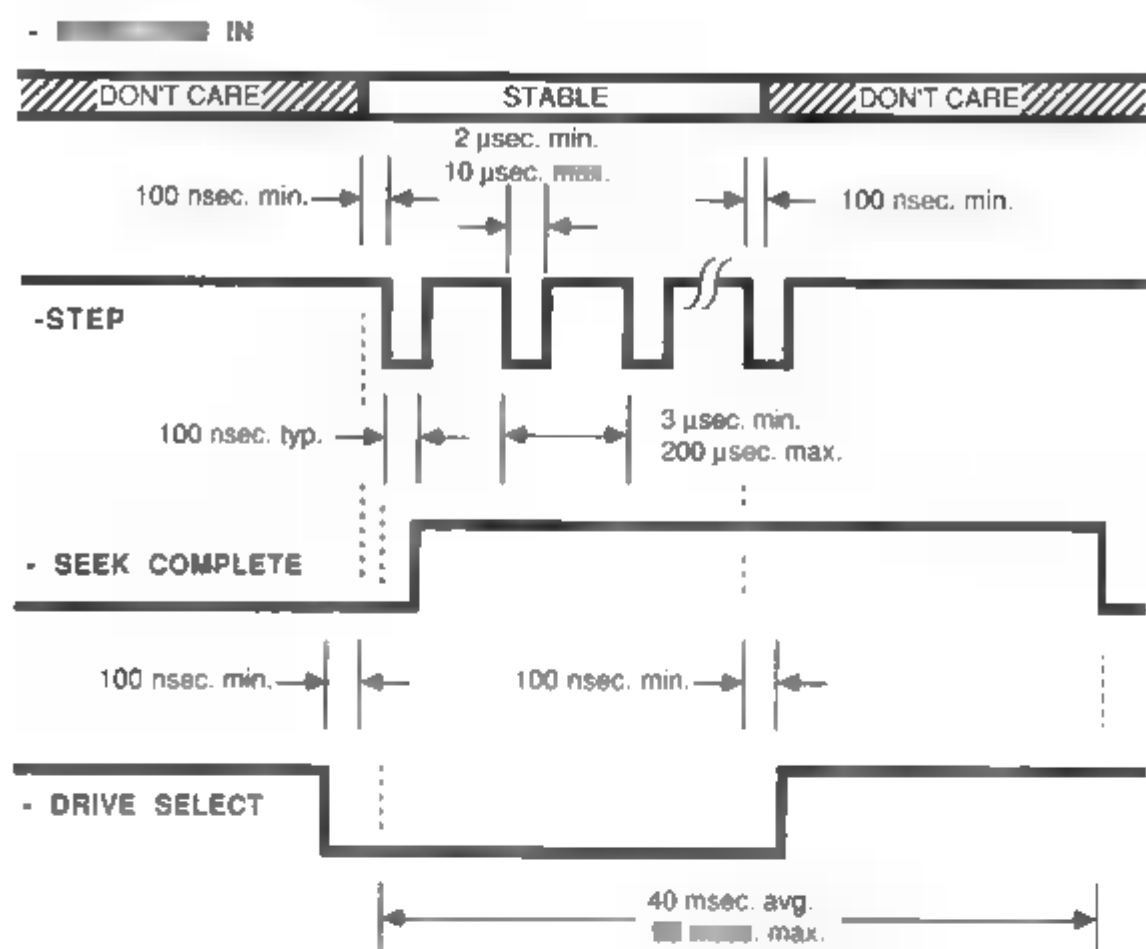 - IN
DON'T CARE
STABLE
DON'T CARE
2 µsec. min.
10 µsec.
100 nsec. min.
100 nsec. min.
-STEP
100 nsec. typ.
3 µsec. min.
200 µsec. max.
- SEEK COMPLETE
100 nsec. min.
100 nsec. min.
- DRIVE SELECT
40 msec. avg.
max.